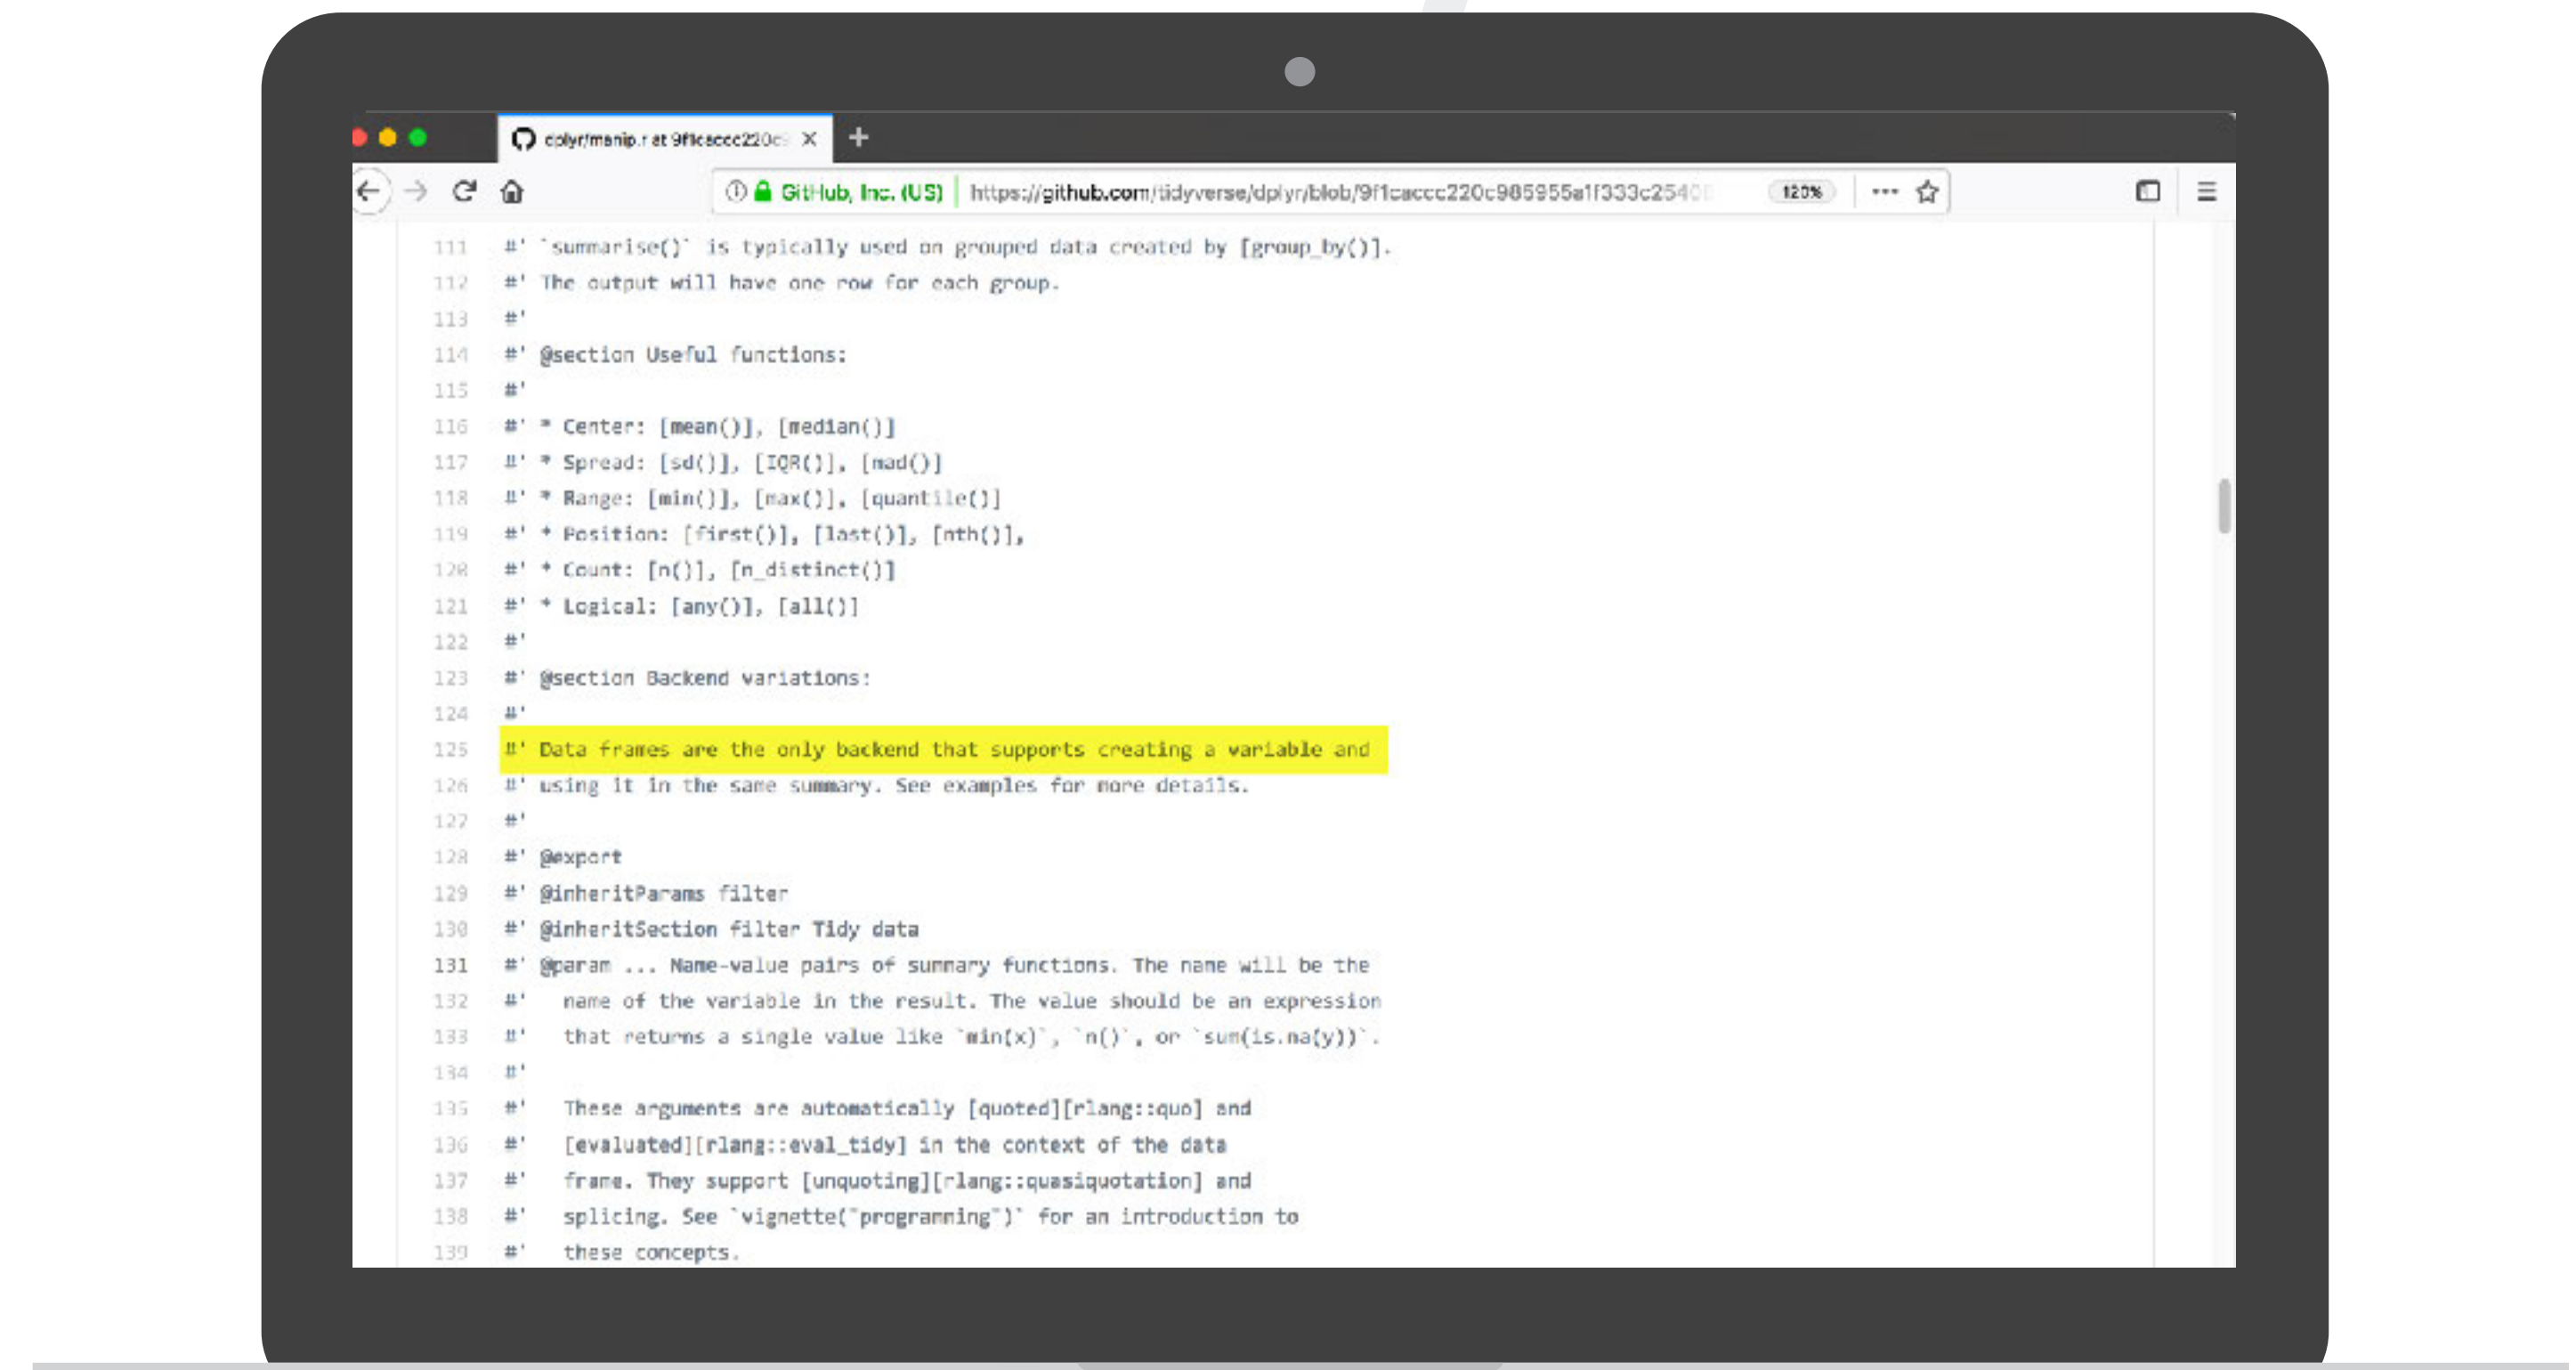 dplyr/manip.r at 9f1caccc220c9
GitHub, Inc. (US) https://github.com/tidyverse/dplyr/blob/9f1caccc220c985955a1f333c2540 120%
111 #' `summarise()` is typically used on grouped data created by [group_by()].
112 #' The output will have one row for each group.
113 #'
114 #' @section Useful functions:
115 #'
116 #' * Center: [mean()], [median()]
117 #' * Spread: [sd()], [IQR()], [mad()]
118 #' * Range: [min()], [max()], [quantile()]
119 #' * Position: [first()], [last()], [nth()],
120 #' * Count: [n()], [n_distinct()]
121 #' * Logical: [any()], [all()]
122 #'
123 #' @section Backend variations:
124 #'
125 #' Data frames are the only backend that supports creating a variable and
126 #' using it in the same summary. See examples for more details.
127 #'
128 #' @export
129 #' @inheritParams filter
130 #' @inheritSection filter Tidy data
131 #' @param ... Name-value pairs of summary functions. The name will be the
132 #' name of the variable in the result. The value should be an expression
133 #' that returns a single value like `min(x)`, `n()`, or `sum(is.na(y))`.
134 #'
135 #' These arguments are automatically [quoted][rlang::quo] and
136 #' [evaluated][rlang::eval_tidy] in the context of the data
137 #' frame. They support [unquoting][rlang::quasiquotation] and
138 #' splicing. See `vignette("programming")` for an introduction to
139 #' these concepts.